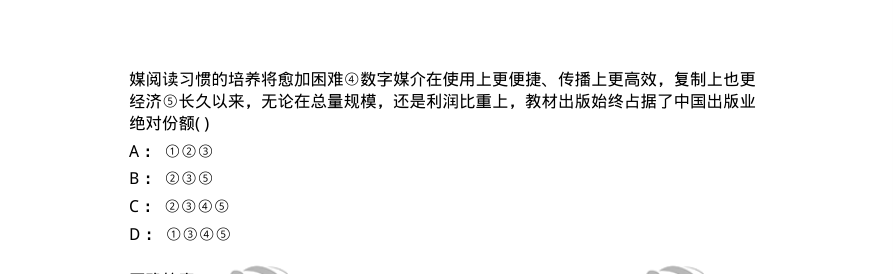 媒阅读习惯的培养将愈加困难④数字媒介在使用上更便捷、传播上更高效，复制上也更
经济⑤长久以来，无论在总量规模，还是利润比重上，教材出版始终占据了中国出版业
绝对份额( )
A： ①②③
B： ②③⑤
C： ②③④⑤
D： ①③④⑤